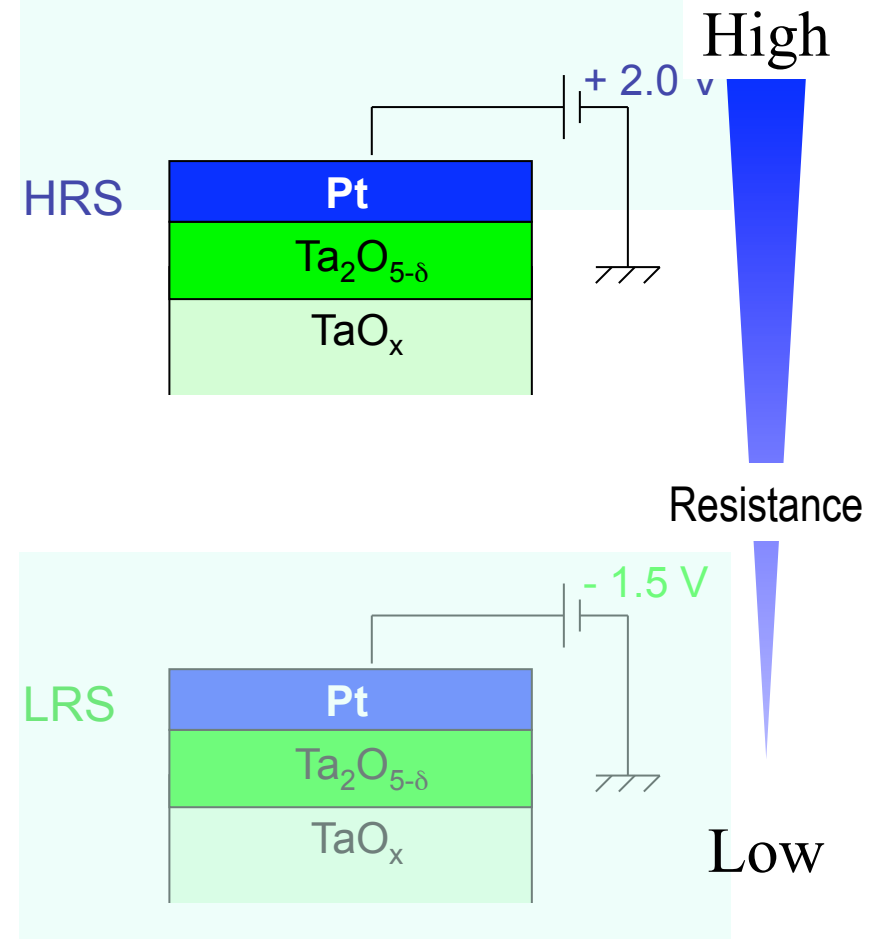 High
+ 2.0 V
HRS
Pt
Ta₂O₅₋δ
TaOₓ
Resistance
- 1.5 V
LRS
Pt
Ta₂O₅₋δ
TaOₓ
Low